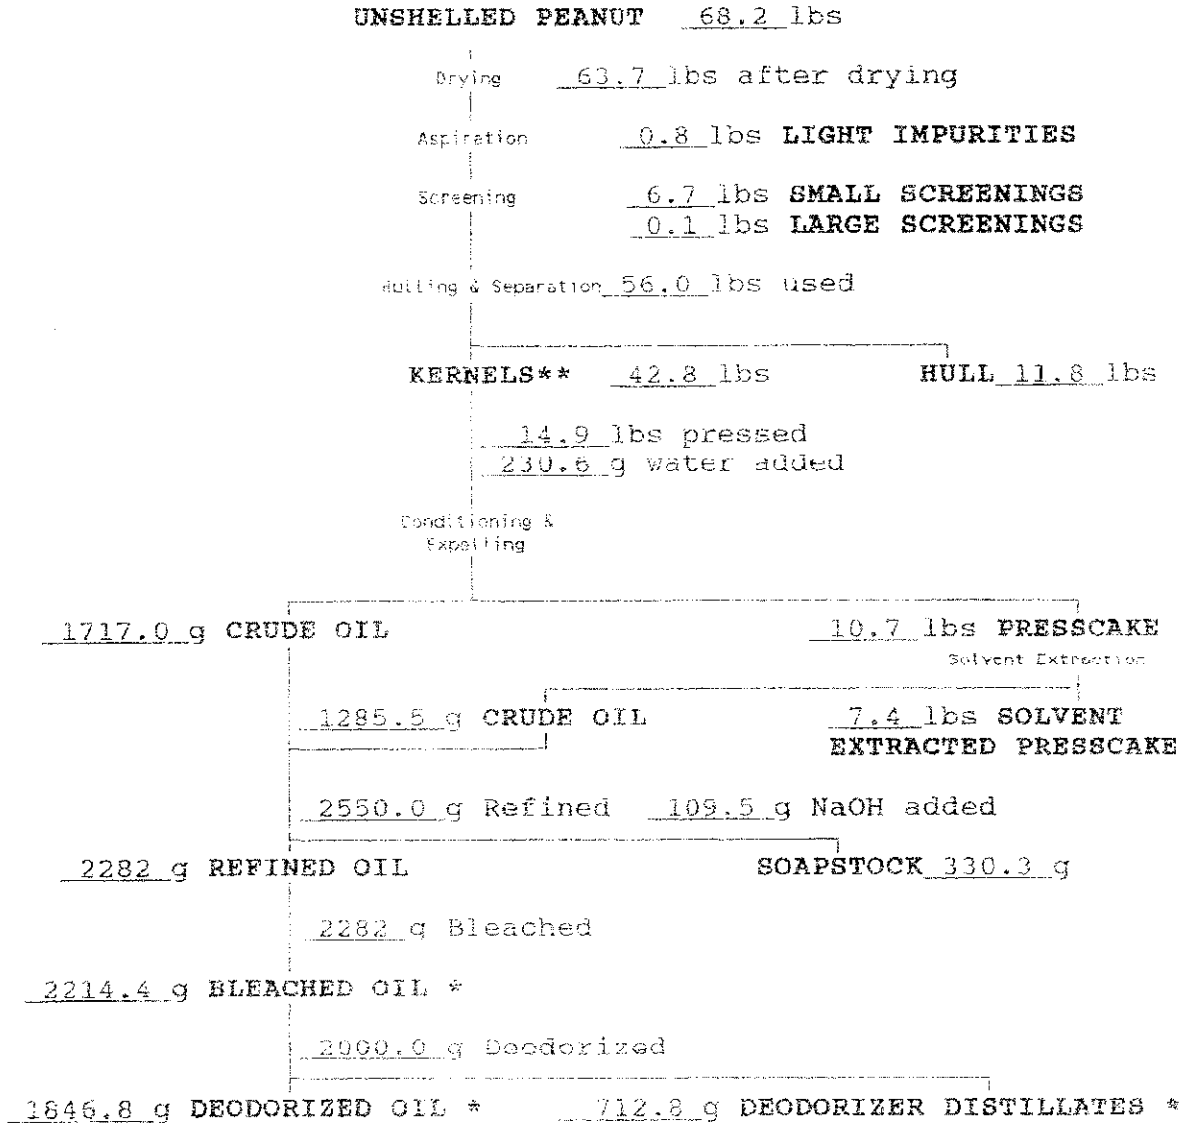 UNSHELLED PEANUT 68.2 lbs
Drying 63.7 lbs after drying
Aspiration 0.8 lbs LIGHT IMPURITIES
Screening 6.7 lbs SMALL SCREENINGS
0.1 lbs LARGE SCREENINGS
Hulling & Separation 56.0 lbs used
KERNELS** 42.8 lbs HULL 11.8 lbs
14.9 lbs pressed
230.6 g water added
Conditioning &
Expelling
1717.0 g CRUDE OIL 10.7 lbs PRESSCAKE
Solvent Extraction
1285.5 g CRUDE OIL 7.4 lbs SOLVENT
EXTRACTED PRESSCAKE
2550.0 g Refined 109.5 g NaOH added
2282 g REFINED OIL SOAPSTOCK 330.3 g
2282 g Bleached
2214.4 g BLEACHED OIL *
2000.0 g Deodorized
1846.8 g DEODORIZED OIL * 712.8 g DEODORIZER DISTILLATES *